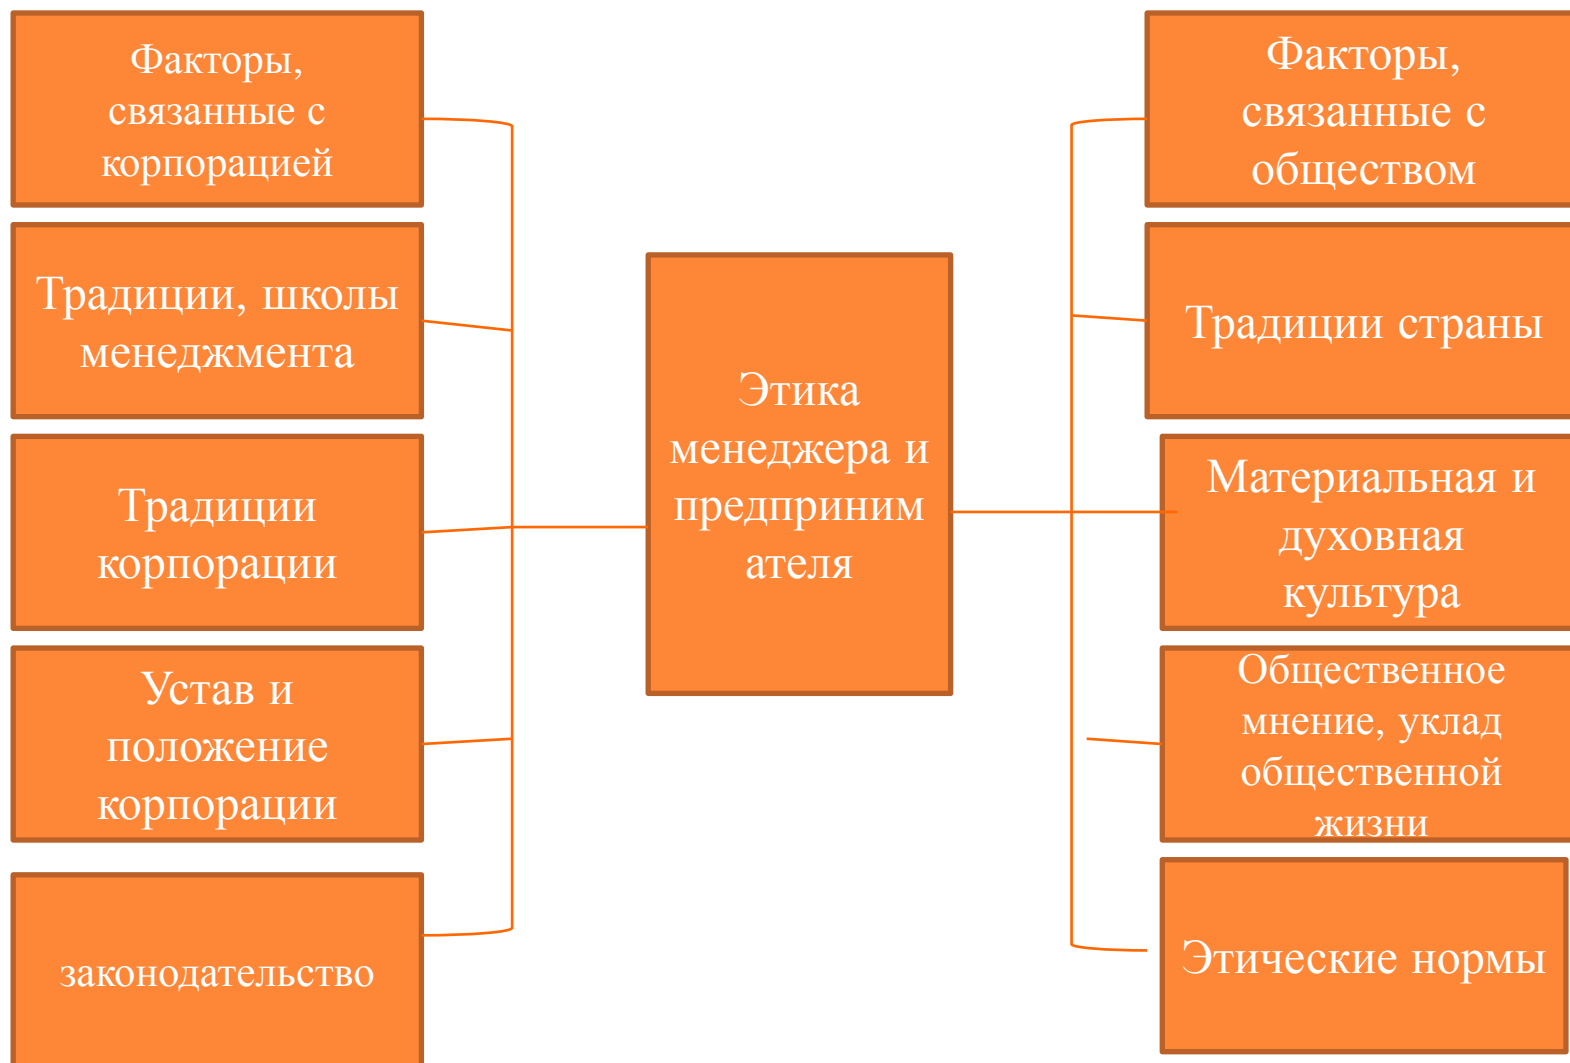 Факторы,
связанные с
корпорацией
Традиции, школы
менеджмента
Традиции
корпорации
Устав и
положение
корпорации
законодательство
Этика
менеджера и
предприним
ателя
Факторы,
связанные с
обществом
Традиции страны
Материальная и
духовная
культура
Общественное
мнение, уклад
общественной
жизни
Этические нормы